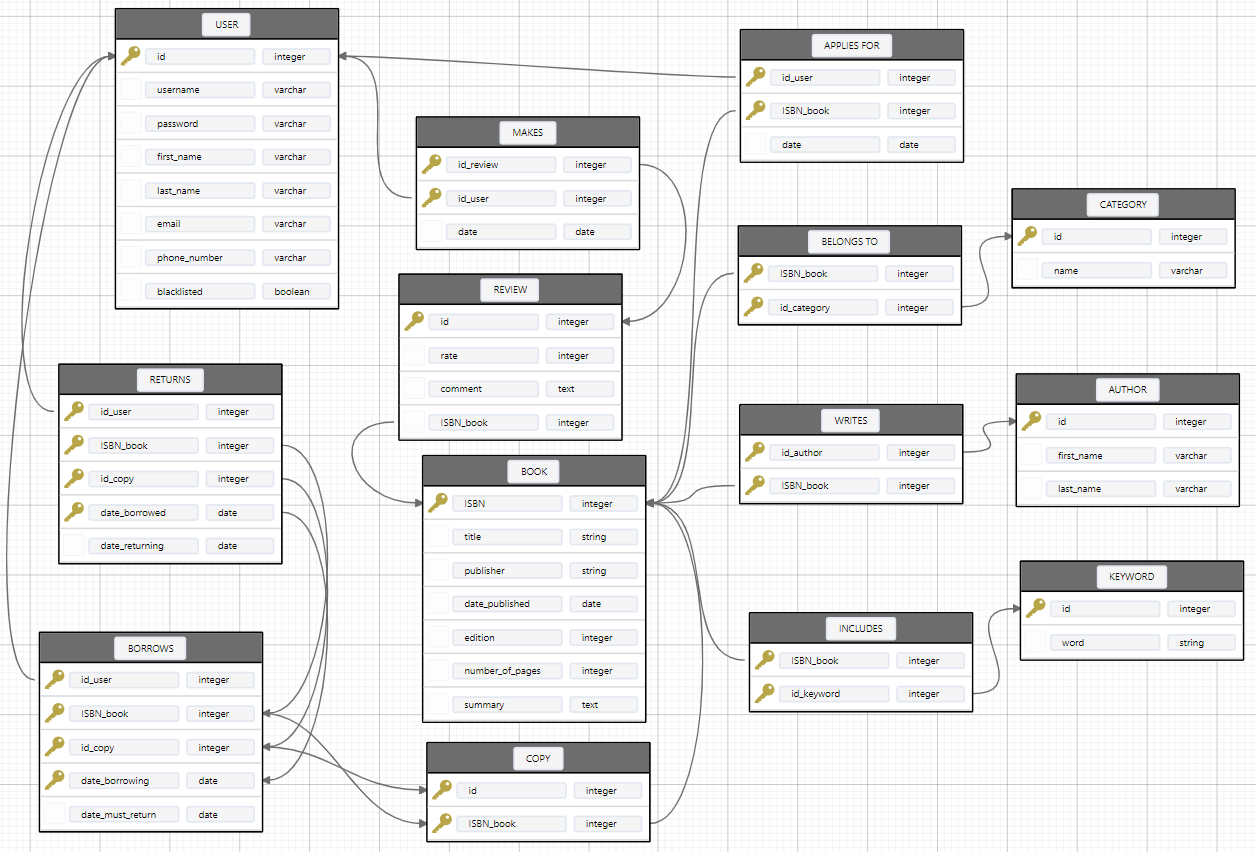 USER
id integer
username varchar
password varchar
first_name varchar
last_name varchar
email varchar
phone_number varchar
blacklisted boolean
APPLIES FOR
id_user integer
ISBN_book integer
date date
MAKES
id_review integer
id_user integer
date date
CATEGORY
id integer
name varchar
BELONGS TO
ISBN_book integer
id_category integer
REVIEW
id integer
rate integer
comment text
ISBN_book integer
RETURNS
id_user integer
ISBN_book integer
id_copy integer
date_borrowed date
date_returning date
AUTHOR
id integer
first_name varchar
last_name varchar
WRITES
id_author integer
ISBN_book integer
BOOK
ISBN integer
title string
publisher string
date_published date
edition integer
number_of_pages integer
summary text
KEYWORD
id integer
word string
INCLUDES
ISBN_book integer
id_keyword integer
BORROWS
id_user integer
ISBN_book integer
id_copy integer
date_borrowing date
date_must_return date
COPY
id integer
ISBN_book integer